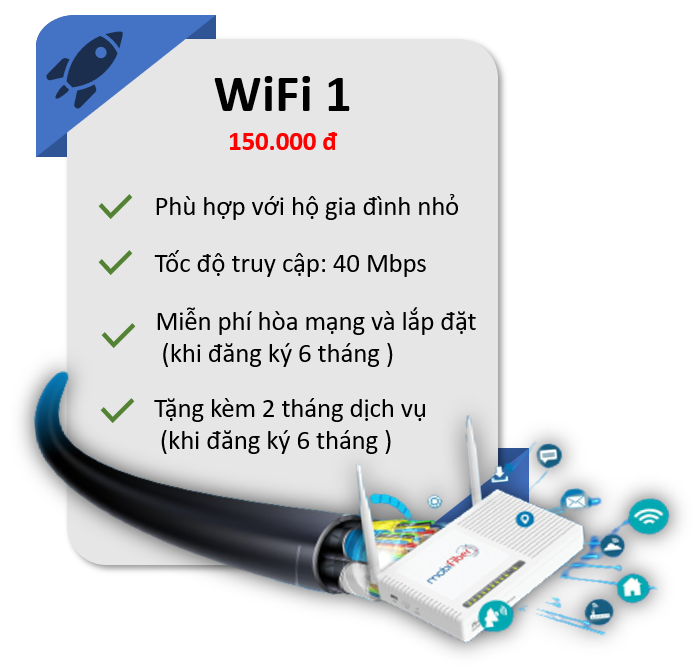 WiFi 1
150.000 đ
Phù hợp với hộ gia đình nhỏ
Tốc độ truy cập: 40 Mbps
Miễn phí hòa mạng và lắp đặt
(khi đăng ký 6 tháng )
Tặng kèm 2 tháng dịch vụ
(khi đăng ký 6 tháng )
mobiFiber